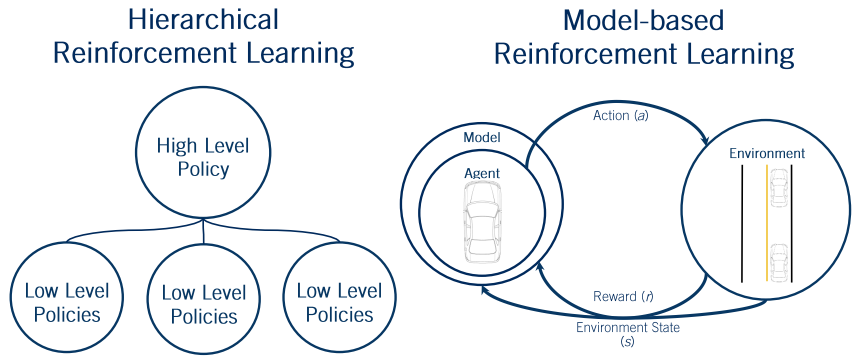 Hierarchical
Reinforcement Learning
High Level
Policy
Low Level
Policies
Low Level
Policies
Low Level
Policies
Model-based
Reinforcement Learning
Action (a)
Model
Agent
Environment
Reward (r)
Environment State
(s)